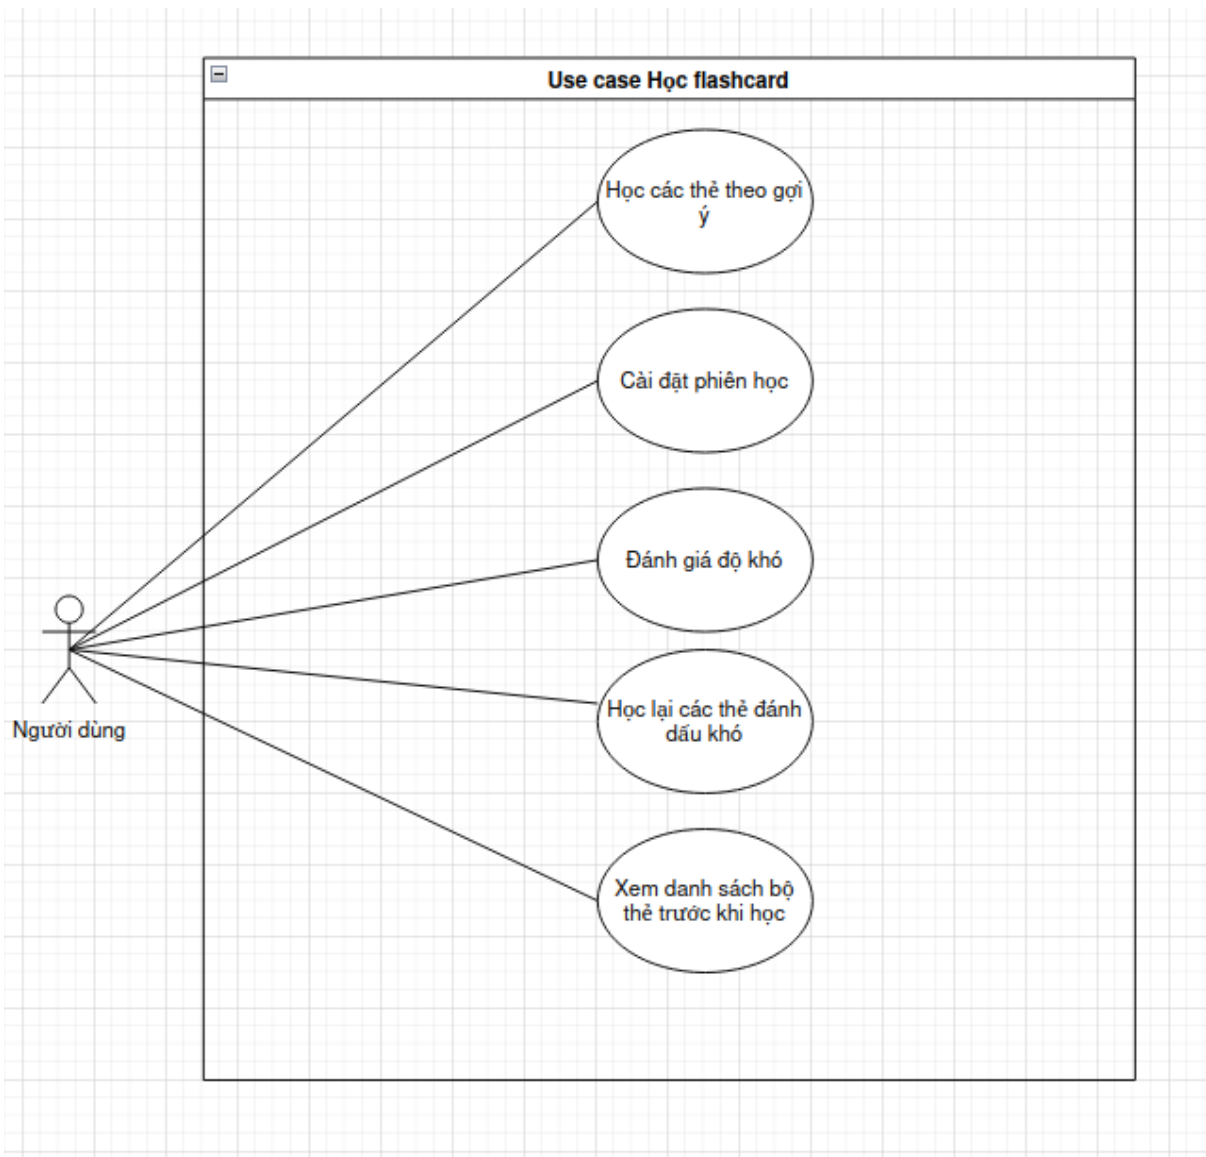 Use case Học flashcard
Học các thẻ theo gợi
ý
Cài đặt phiên học
Đánh giá độ khó
Học lại các thẻ đánh
dấu khó
Người dùng
Xem danh sách bộ
thẻ trước khi học